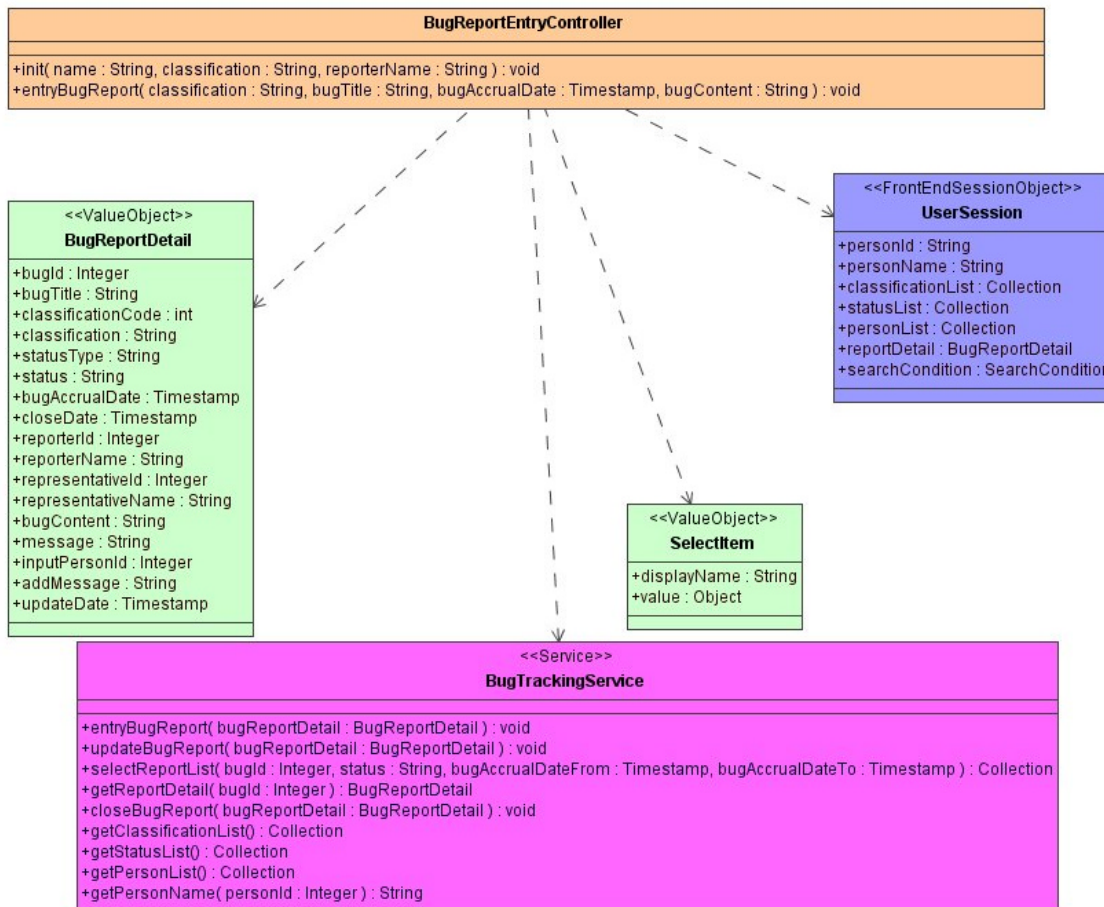 BugReportEntryController
+init( name : String, classification : String, reporterName : String ) : void
+entryBugReport( classification : String, bugTitle : String, bugAccrualDate : Timestamp, bugContent : String ) : void
<<ValueObject>>
BugReportDetail
+bugId : Integer
+bugTitle : String
+classificationCode : int
+classification : String
+statusType : String
+status : String
+bugAccrualDate : Timestamp
+closeDate : Timestamp
+reporterId : Integer
+reporterName : String
+representativeId : Integer
+representativeName : String
+bugContent : String
+message : String
+inputPersonId : Integer
+addMessage : String
+updateDate : Timestamp
<<FrontEndSessionObject>>
UserSession
+personId : String
+personName : String
+classificationList : Collection
+statusList : Collection
+personList : Collection
+reportDetail : BugReportDetail
+searchCondition : SearchCondition
<<ValueObject>>
SelectItem
+displayName : String
+value : Object
<<Service>>
BugTrackingService
+entryBugReport( bugReportDetail : BugReportDetail ) : void
+updateBugReport( bugReportDetail : BugReportDetail ) : void
+selectReportList( bugId : Integer, status : String, bugAccrualDateFrom : Timestamp, bugAccrualDateTo : Timestamp ) : Collection
+getReportDetail( bugId : Integer ) : BugReportDetail
+closeBugReport( bugReportDetail : BugReportDetail ) : void
+getClassificationList() : Collection
+getStatusList() : Collection
+getPersonList() : Collection
+getPersonName( personId : Integer ) : String